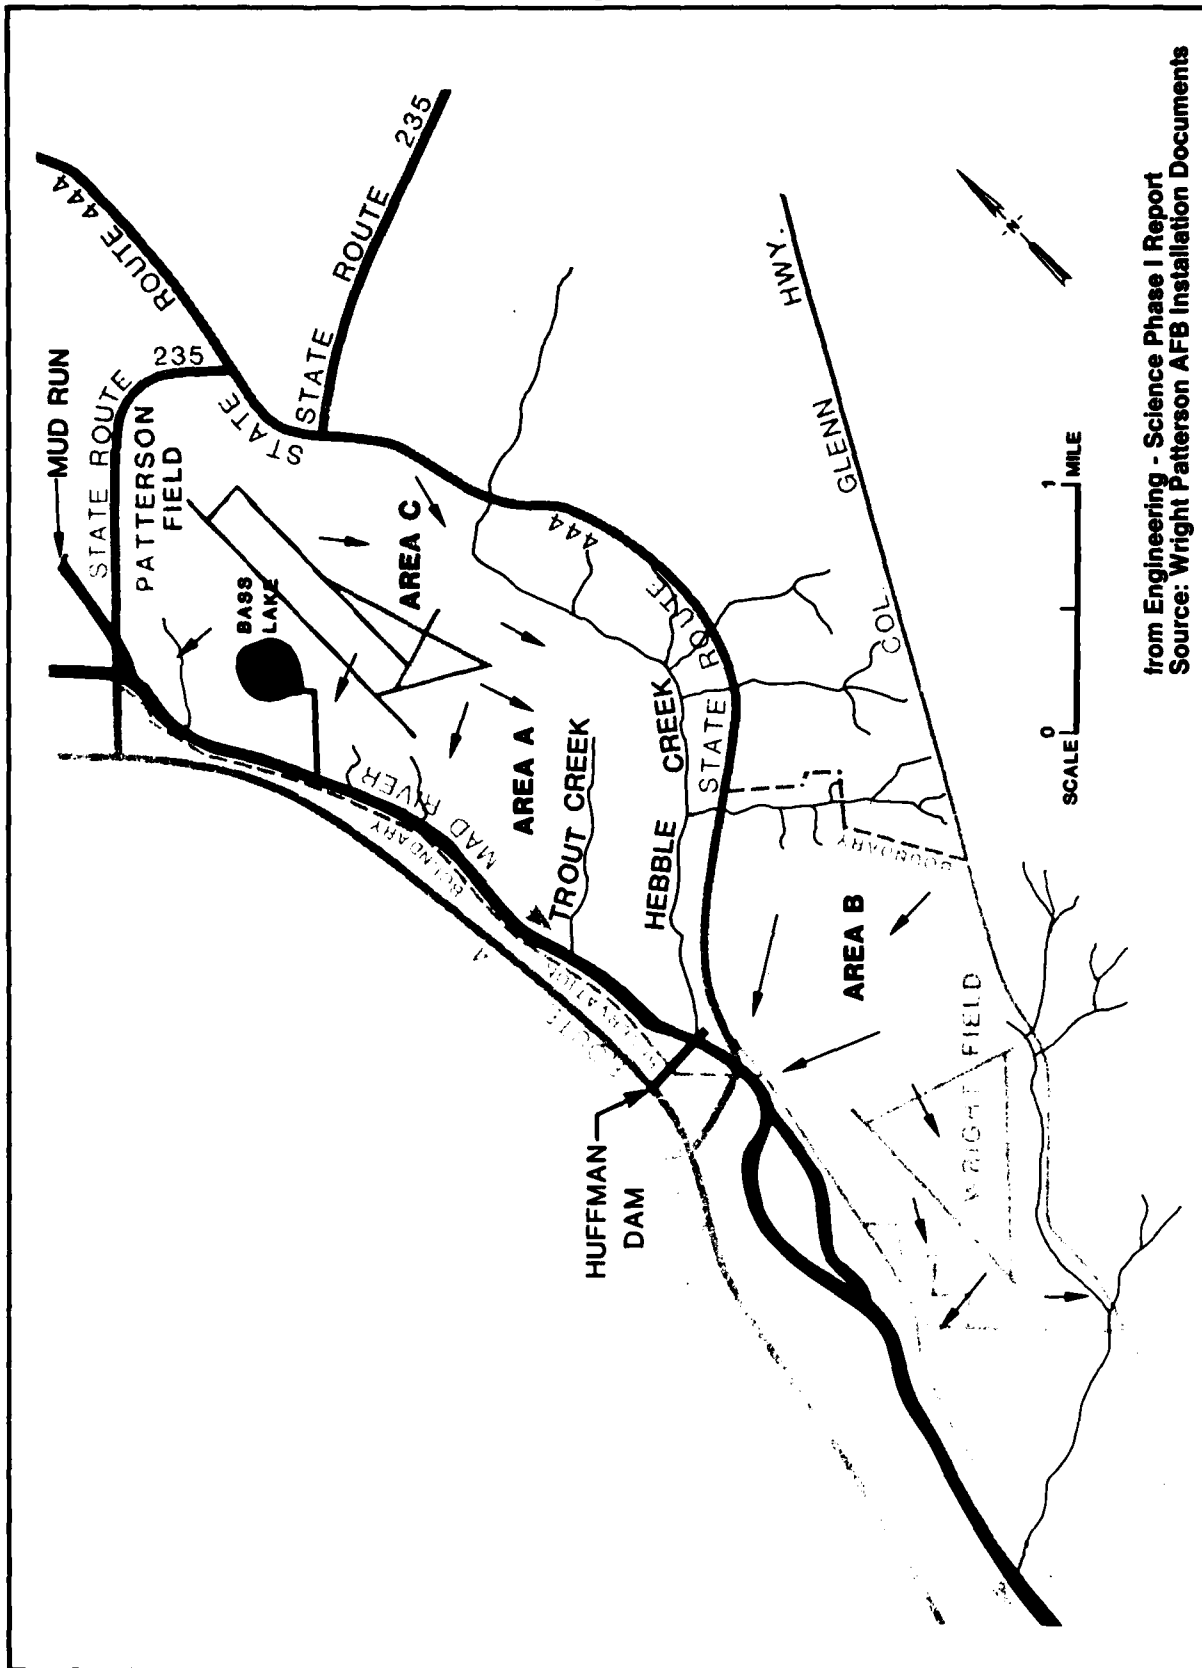 MUD RUN
STATE ROUTE 235
STATE ROUTE 444
STATE ROUTE 235
PATTERSON
FIELD
BASS
LAKE
AREA C
MAD RIVER
BOUNDARY
AREA A
TROUT CREEK
HEBBLE CREEK
STATE ROUTE 444
COL. GLENN HWY.
N
BOUNDARY
AREA B
ROUTE
HUFFMAN
DAM
WRIGHT FIELD
0 1
SCALE MILE
from Engineering - Science Phase I Report
Source: Wright Patterson AFB Installation Documents